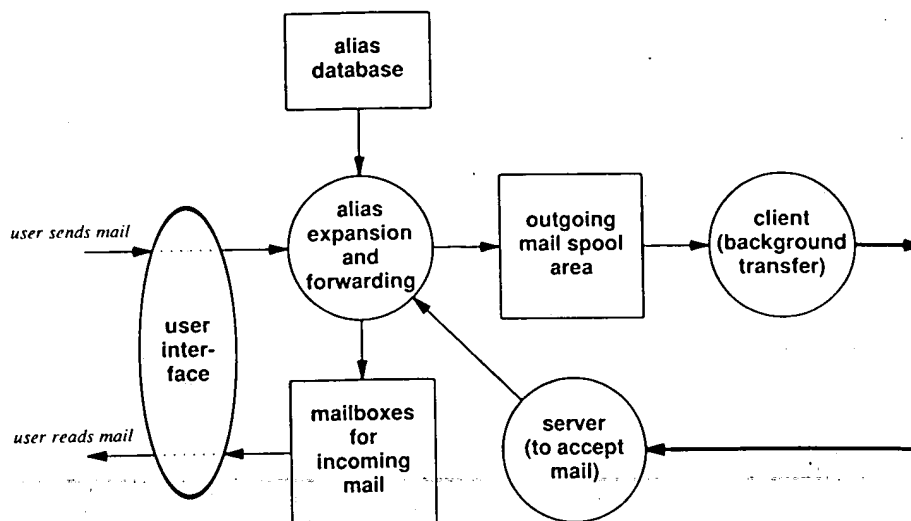 alias
database
user sends mail
alias
expansion
and
forwarding
outgoing
mail spool
area
client
(background
transfer)
user
inter-
face
user reads mail
mailboxes
for
incoming
mail
server
(to accept
mail)